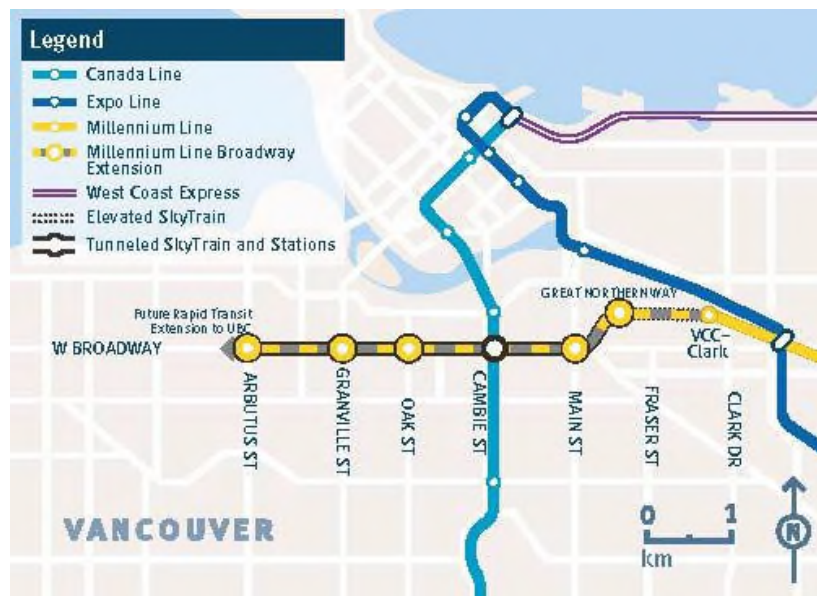 Legend
Canada Line
Expo Line
Millennium Line
Millennium Line Broadway
Extension
West Coast Express
Elevated SkyTrain
Tunneled SkyTrain and Stations
GREAT NORTHERN WAY
Future Rapid Transit
Extension to UBC
W BROADWAY
VCC-
Clark
ARBUTUS ST
GRANVILLE ST
OAK ST
CAMBIE ST
MAIN ST
FRASER ST
CLARK DR
VANCOUVER
0 1
km
N